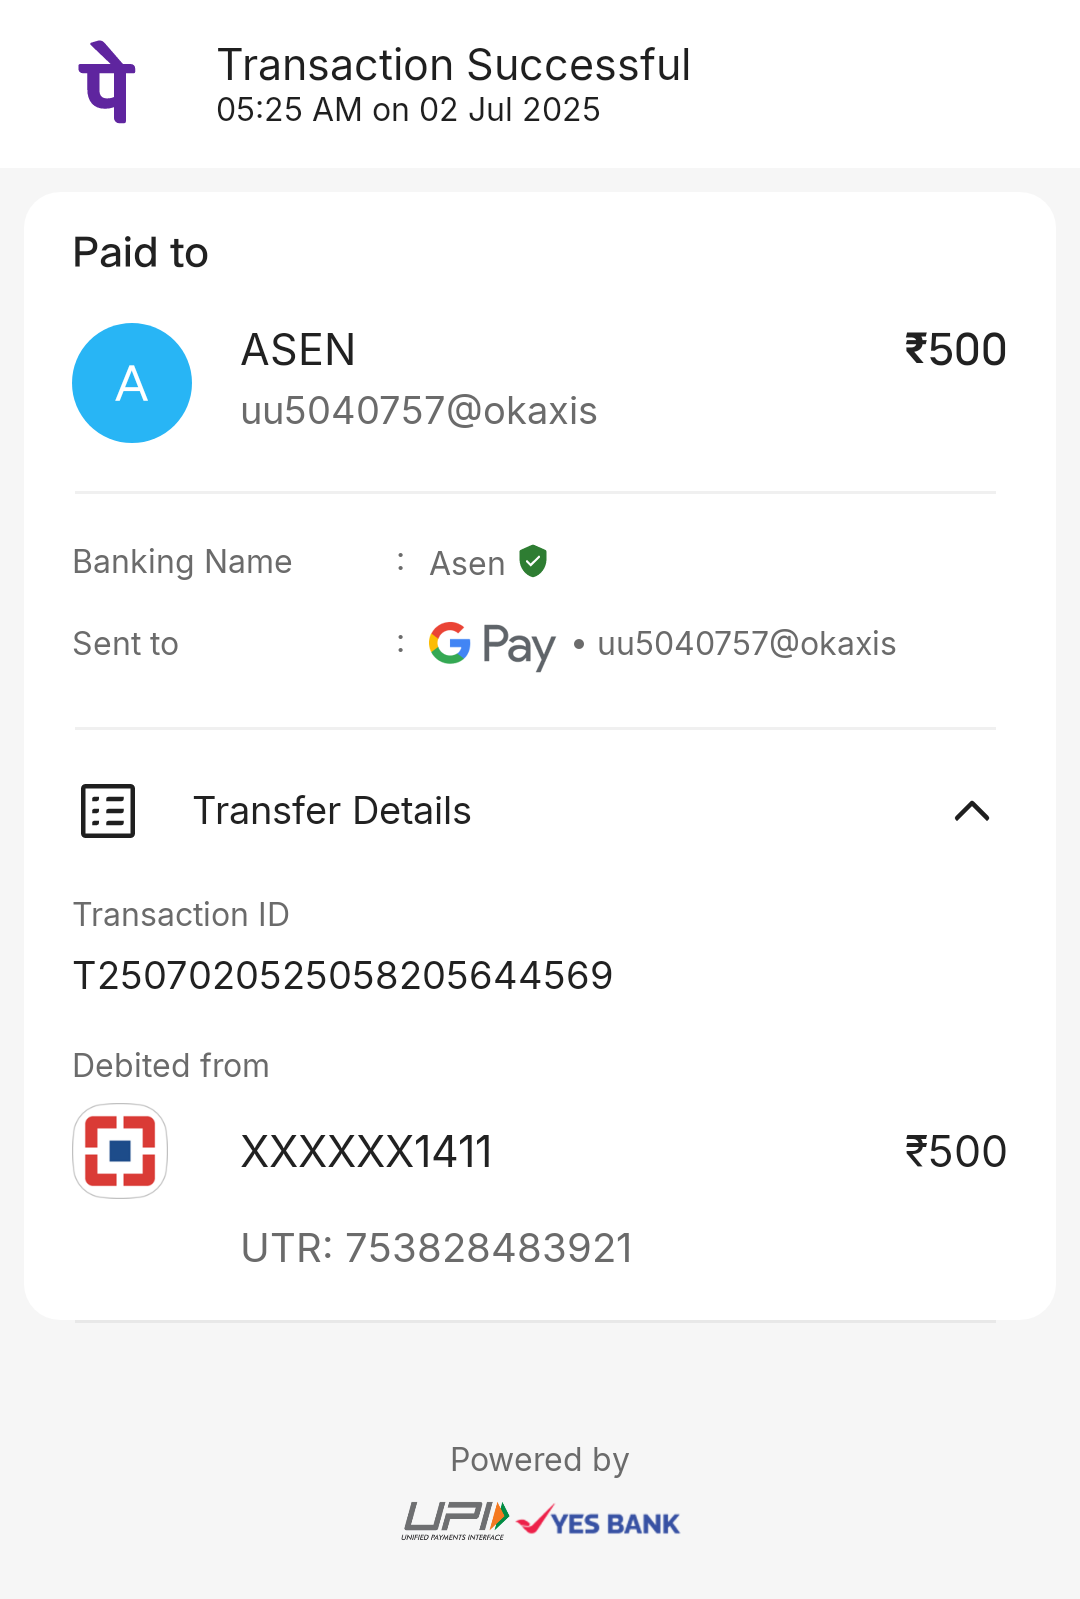 पे
Transaction Successful
05:25 AM on 02 Jul 2025
Paid to
A
ASEN
₹500
uu5040757@okaxis
Banking Name : Asen
Sent to : G Pay • uu5040757@okaxis
Transfer Details
Transaction ID
T2507020525058205644569
Debited from
XXXXXX1411
₹500
UTR: 753828483921
Powered by
UPI YES BANK
UNIFIED PAYMENTS INTERFACE